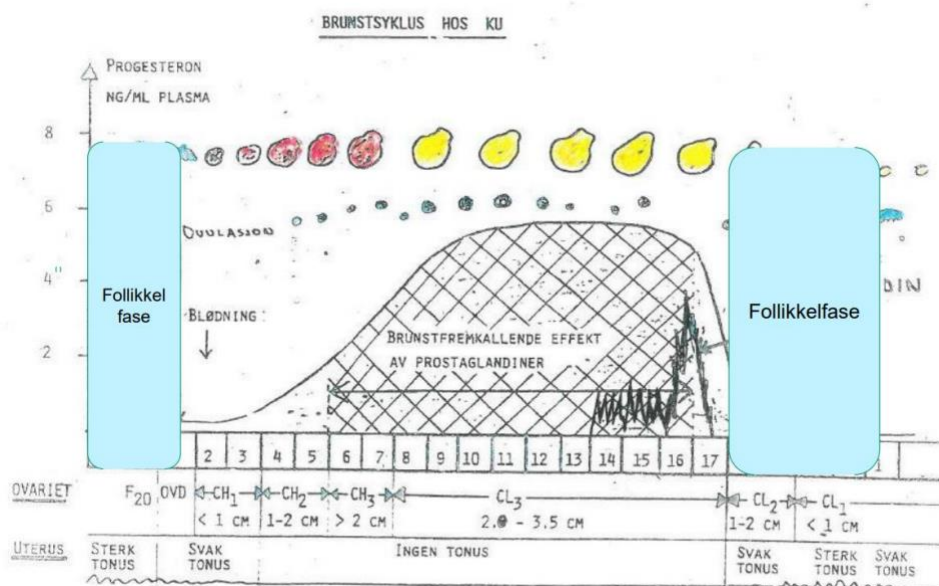 BRUNSTSYKLUS HOS KU
PROGESTERON
NG/ML PLASMA
8
6
OVULASJON
4
DIN
Follikkel
fase
Follikkelfase
BLØDNING:
BRUNSTFREMKALLENDE EFFEKT
2
AV PROSTAGLANDINER
2 3 4 5 6 7 8 9 10 11 12 13 14 15 16 17
OVARIET F20 OVD CH1 CH2 CH3 CL3 CL2 CL1
< 1 CM 1-2 CM > 2 CM 2.0 - 3.5 CM 1-2 CM < 1 CM
UTERUS STERK SVAK INGEN TONUS SVAK STERK SVAK
TONUS TONUS TONUS TONUS TONUS